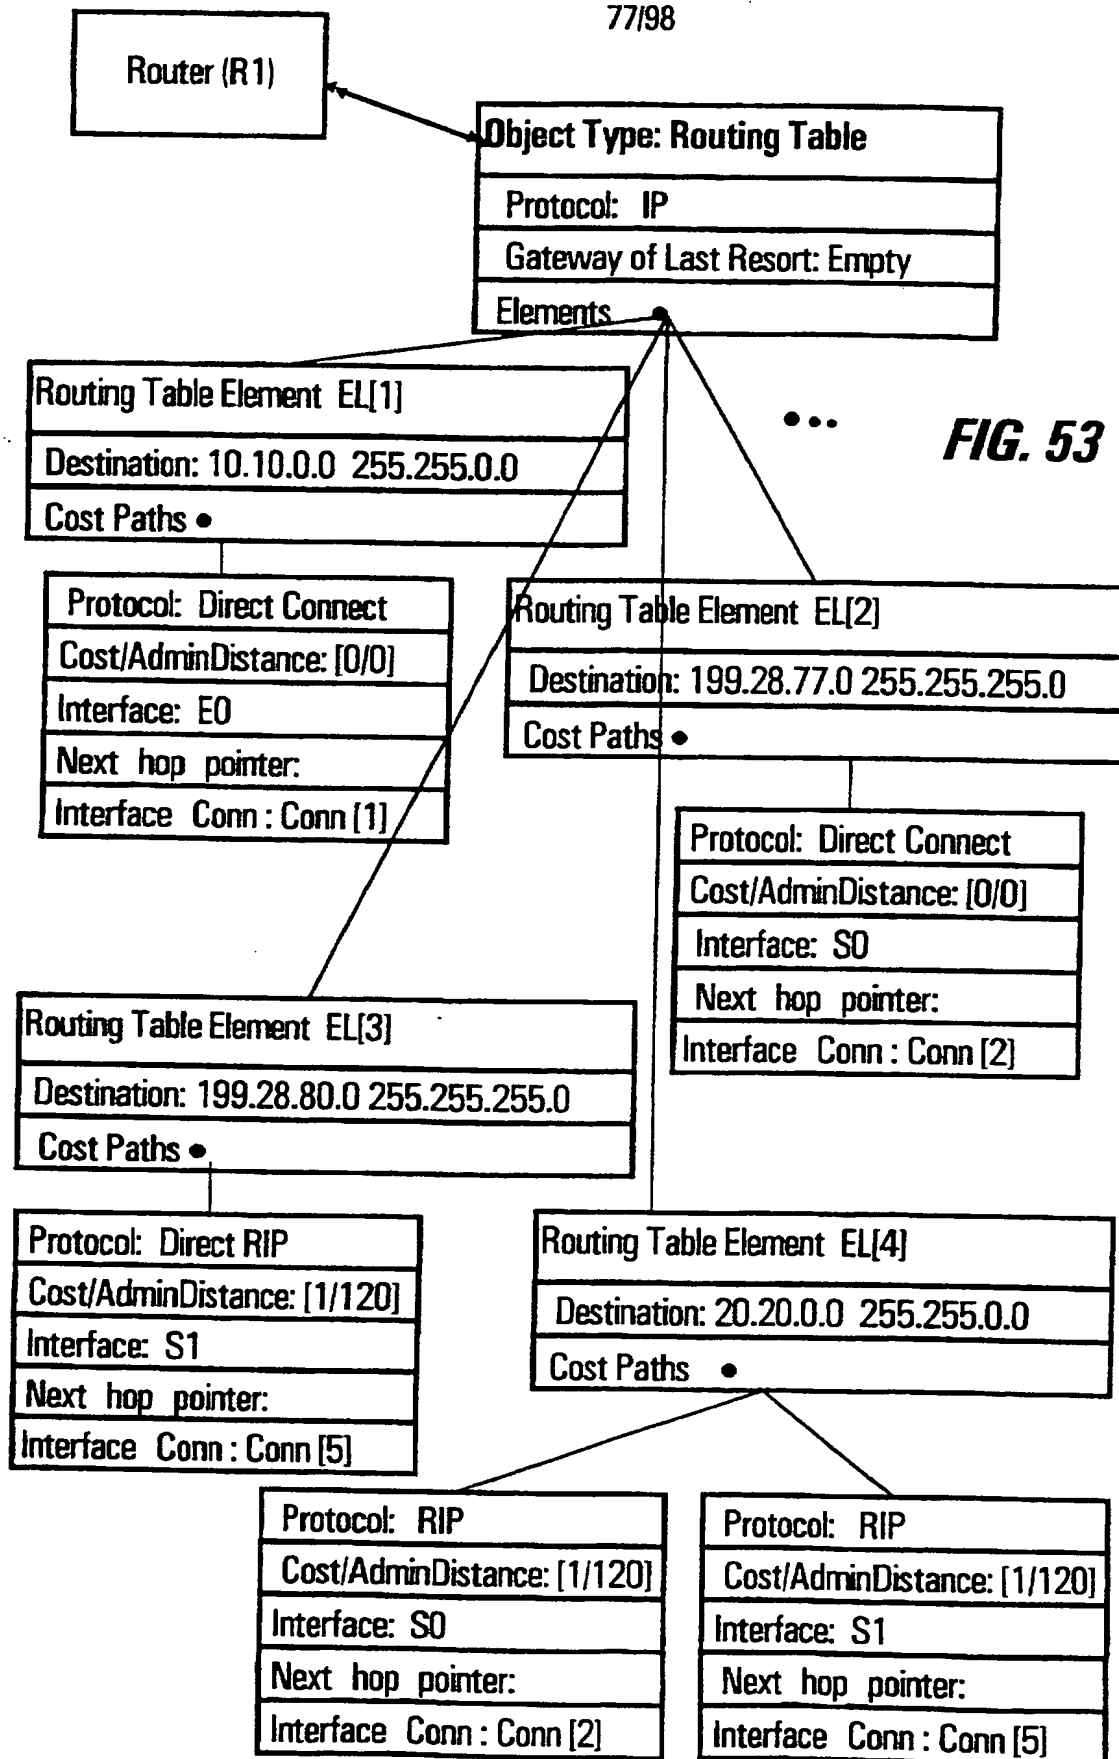 77/98
Router (R1)
Object Type: Routing Table
Protocol: IP
Gateway of Last Resort: Empty
Elements
FIG. 53
Routing Table Element EL[1]
Destination: 10.10.0.0 255.255.0.0
Cost Paths
Protocol: Direct Connect
Cost/AdminDistance: [0/0]
Interface: E0
Next hop pointer:
Interface Conn : Conn [1]
Routing Table Element EL[2]
Destination: 199.28.77.0 255.255.255.0
Cost Paths
Protocol: Direct Connect
Cost/AdminDistance: [0/0]
Interface: S0
Next hop pointer:
Interface Conn : Conn [2]
Routing Table Element EL[3]
Destination: 199.28.80.0 255.255.255.0
Cost Paths
Protocol: Direct RIP
Cost/AdminDistance: [1/120]
Interface: S1
Next hop pointer:
Interface Conn : Conn [5]
Routing Table Element EL[4]
Destination: 20.20.0.0 255.255.0.0
Cost Paths
Protocol: RIP
Cost/AdminDistance: [1/120]
Interface: S0
Next hop pointer:
Interface Conn : Conn [2]
Protocol: RIP
Cost/AdminDistance: [1/120]
Interface: S1
Next hop pointer:
Interface Conn : Conn [5]